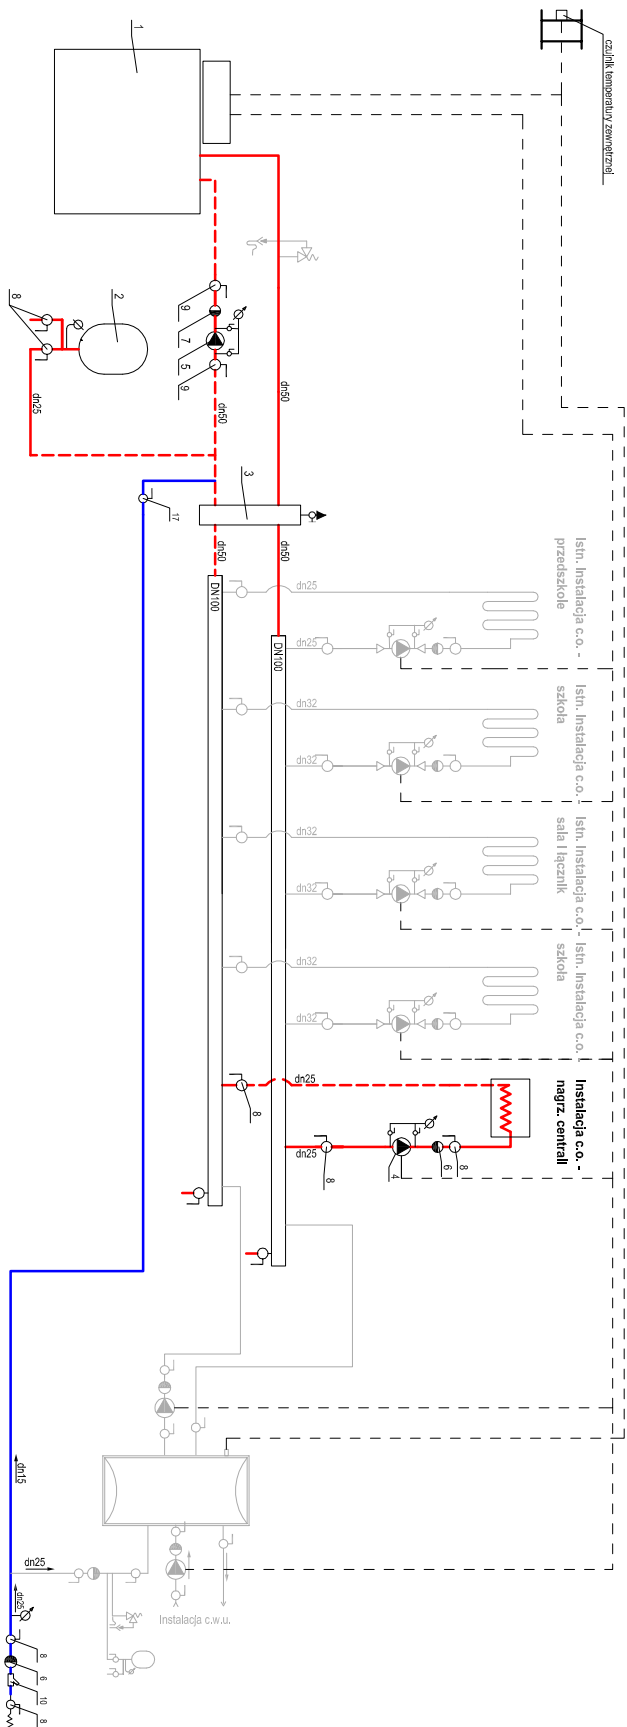 czujnik temperatury zewnętrznej
1
2
8
9
7
5
9
dn25
dn50
dn50
3
17
dn50
dn50
DN100
DN100
Istn. Instalacja c.o. -
przedszkole
dn25
dn25
Istn. Instalacja c.o. -
szkoła
dn32
dn32
Istn. Instalacja c.o. -
sala i łącznik
dn32
dn32
Istn. Instalacja c.o. -
szkoła
dn32
dn32
Instalacja c.o. -
nagrz. centrali
dn25
dn25
8
8
4
6
8
dn15
dn25
dn25
Instalacja c.w.u.
8
6
10
8